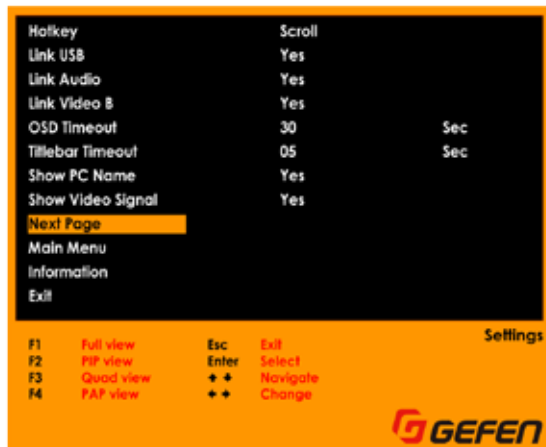 Hotkey Scroll
Link USB Yes
Link Audio Yes
Link Video B Yes
OSD Timeout 30 Sec
Titlebar Timeout 05 Sec
Show PC Name Yes
Show Video Signal Yes
Next Page
Main Menu
Information
Exit
Settings
F1 Full view Esc Exit
F2 PIP view Enter Select
F3 Quad view Navigate
F4 PAP view Change
GEFEN